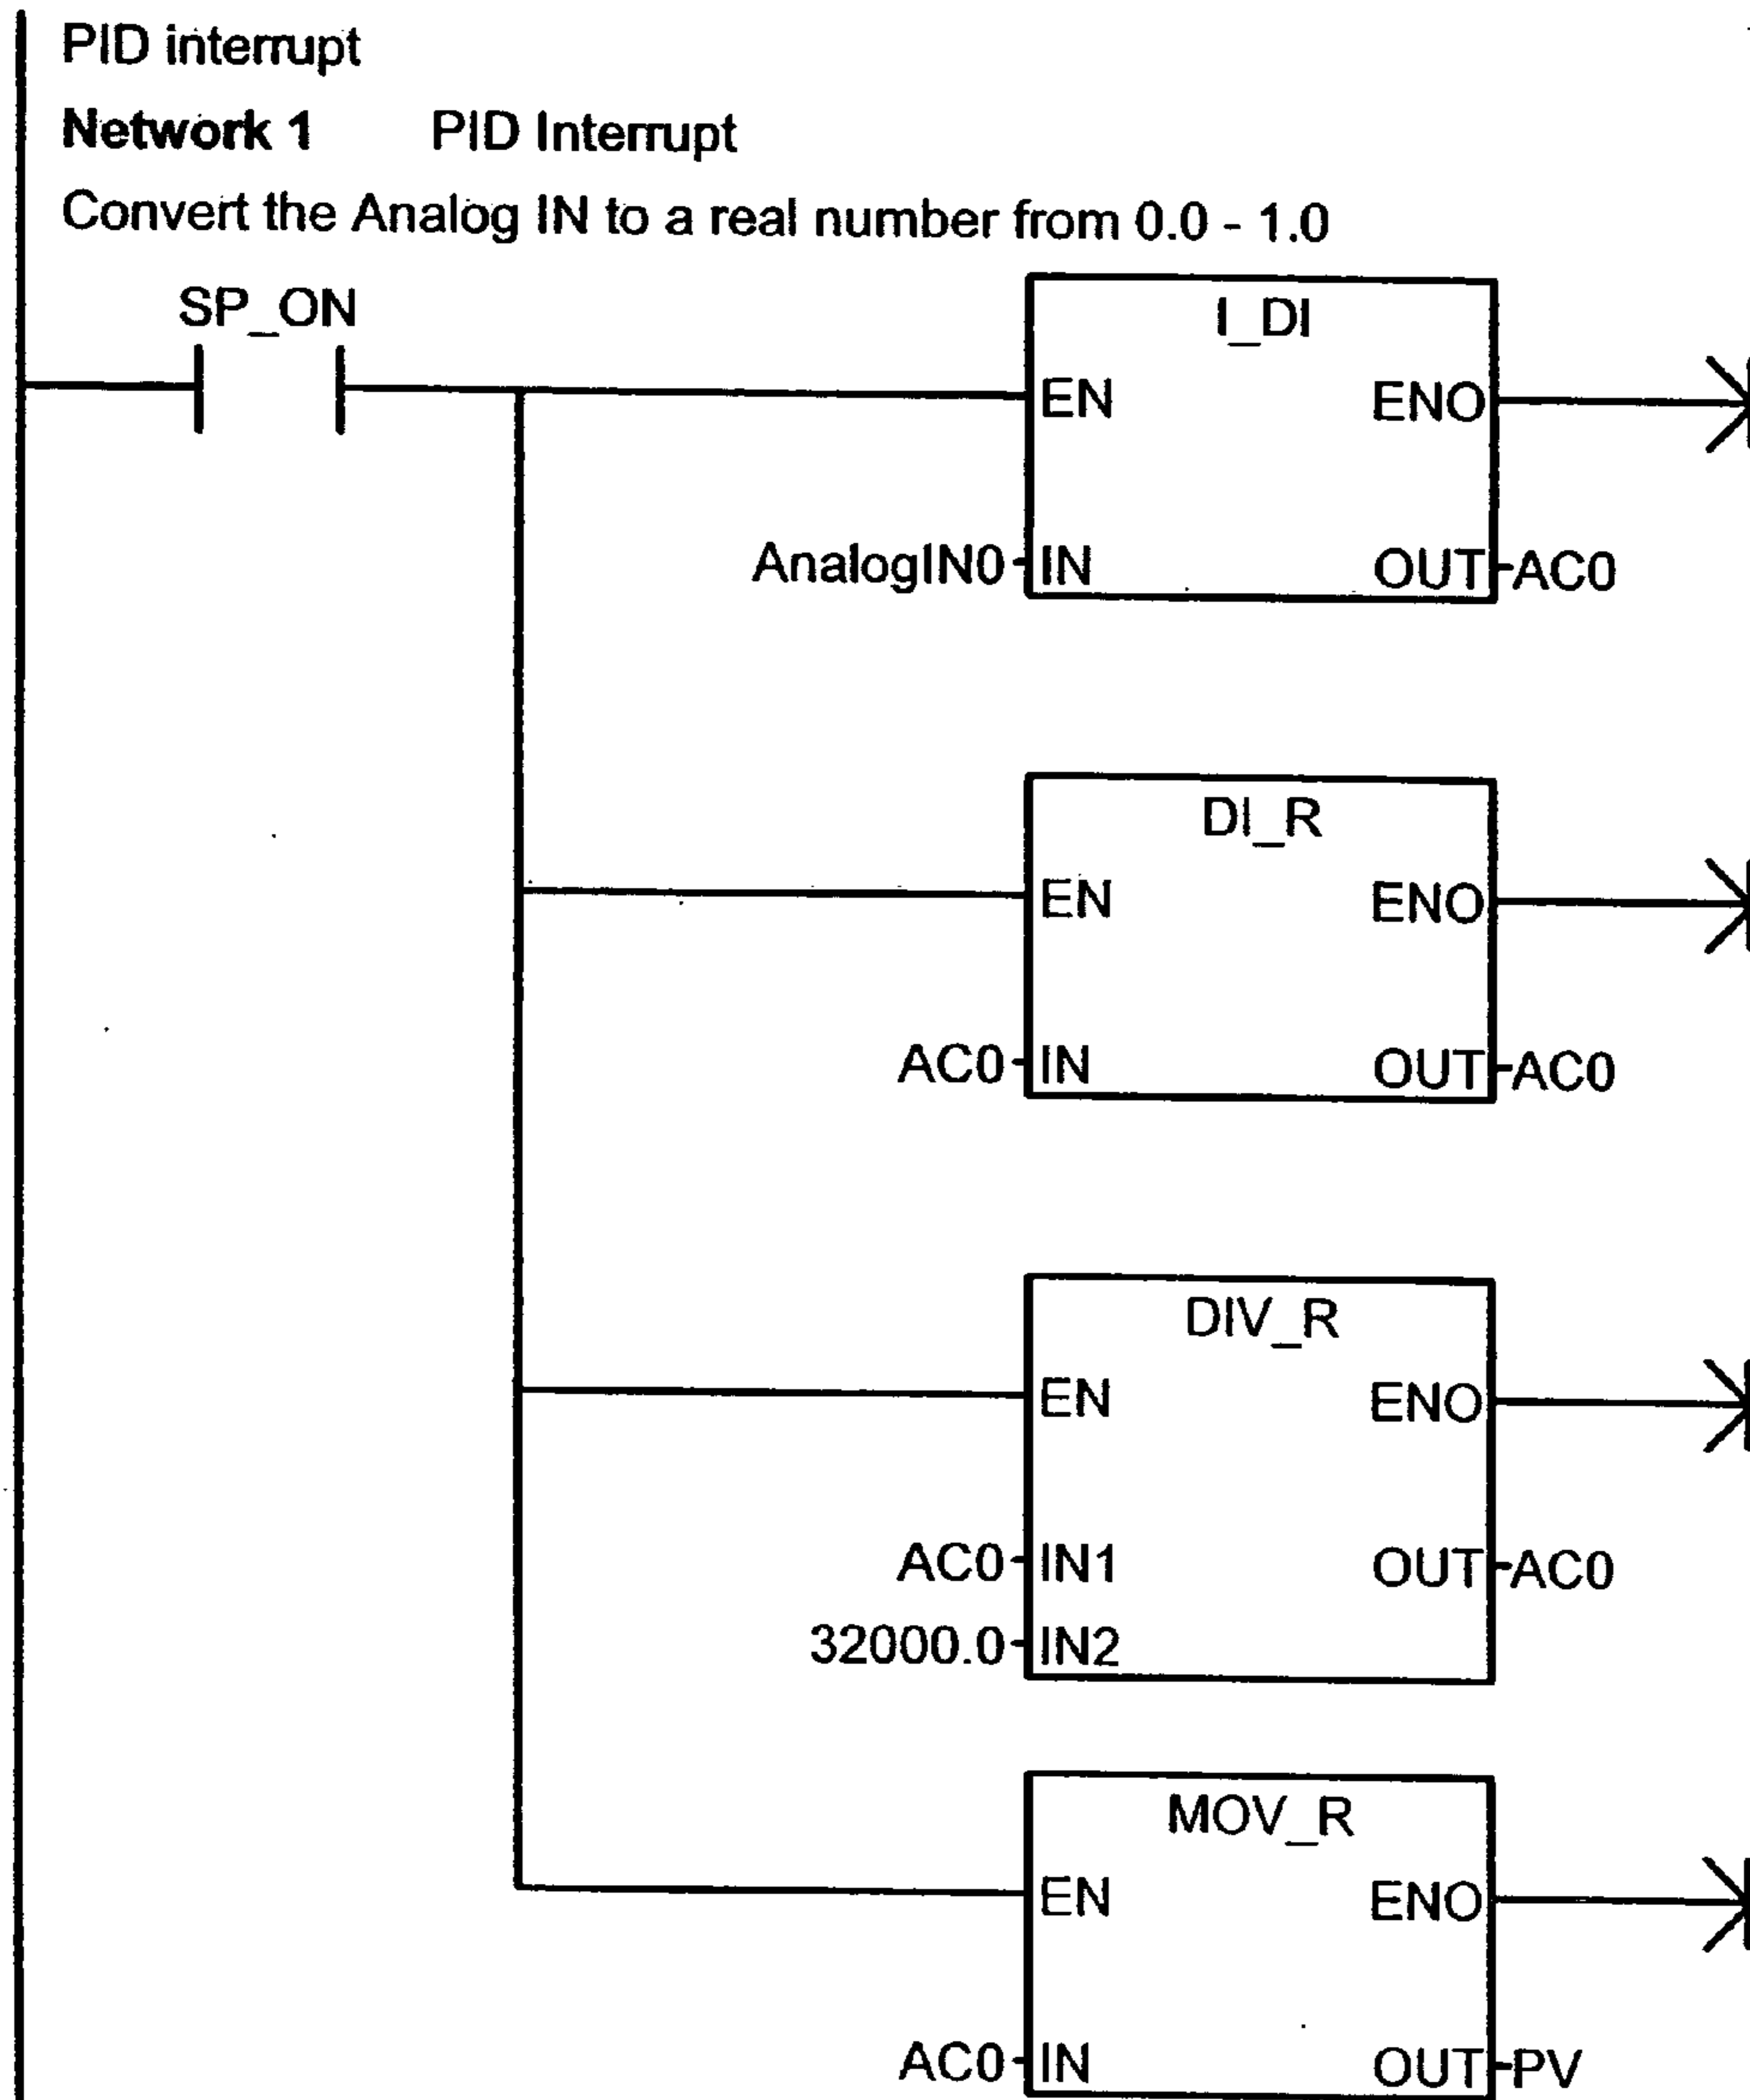 PID interrupt
Network 1 PID Interrupt
Convert the Analog IN to a real number from 0.0 - 1.0
SP_ON
I_DI
EN ENO
AnalogIN0 IN OUT AC0
DI_R
EN ENO
AC0 IN OUT AC0
DIV_R
EN ENO
AC0 IN1 OUT AC0
32000.0 IN2
MOV_R
EN ENO
AC0 IN OUT PV